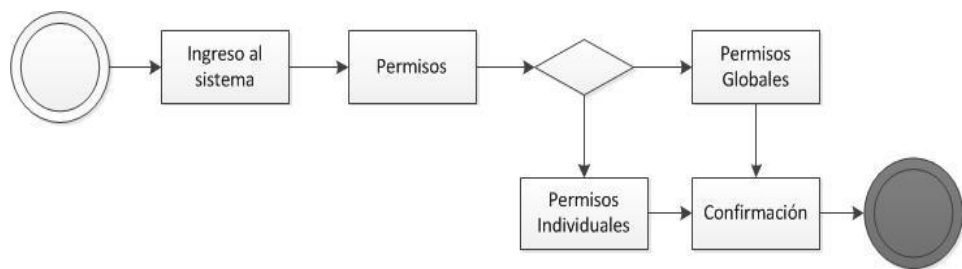 Ingreso al
sistema
Permisos
Permisos
Globales
Permisos
Individuales
Confirmación